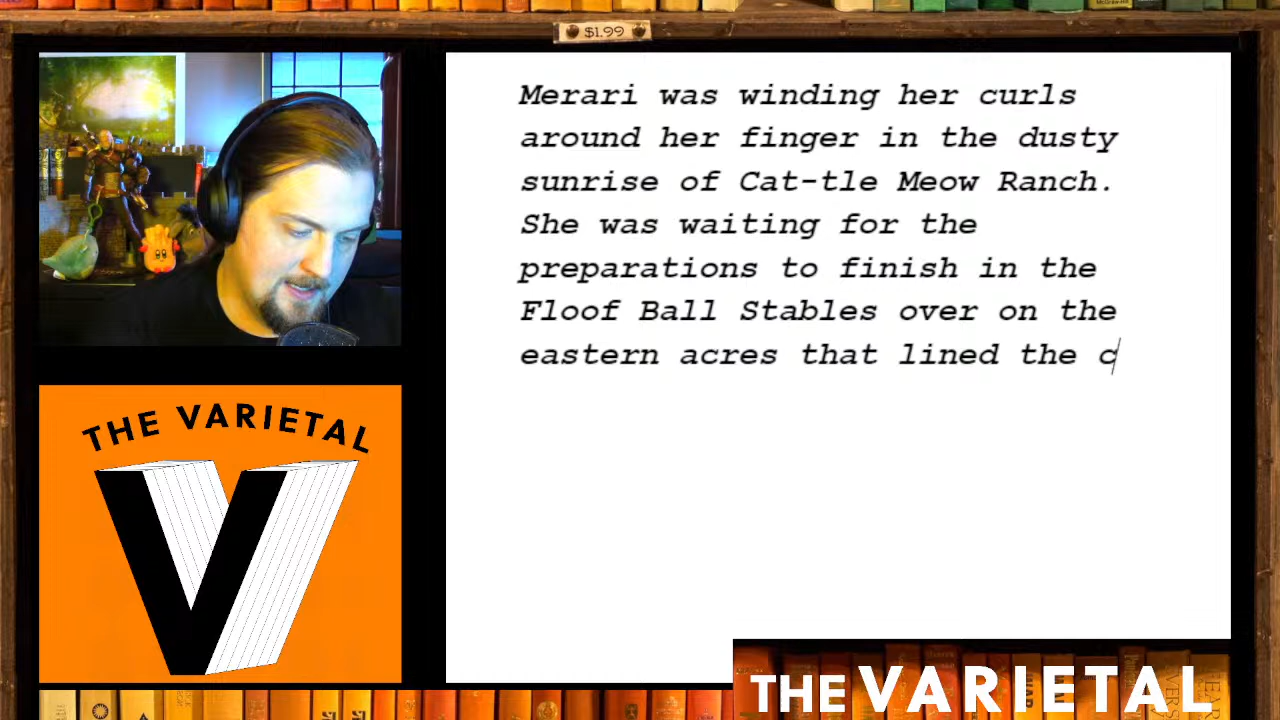 $1.99
Merari was winding her curls
around her finger in the dusty
sunrise of Cat-tle Meow Ranch.
She was waiting for the
preparations to finish in the
Floof Ball Stables over on the
eastern acres that lined the c
THE VARIETAL
V
THE VARIETAL